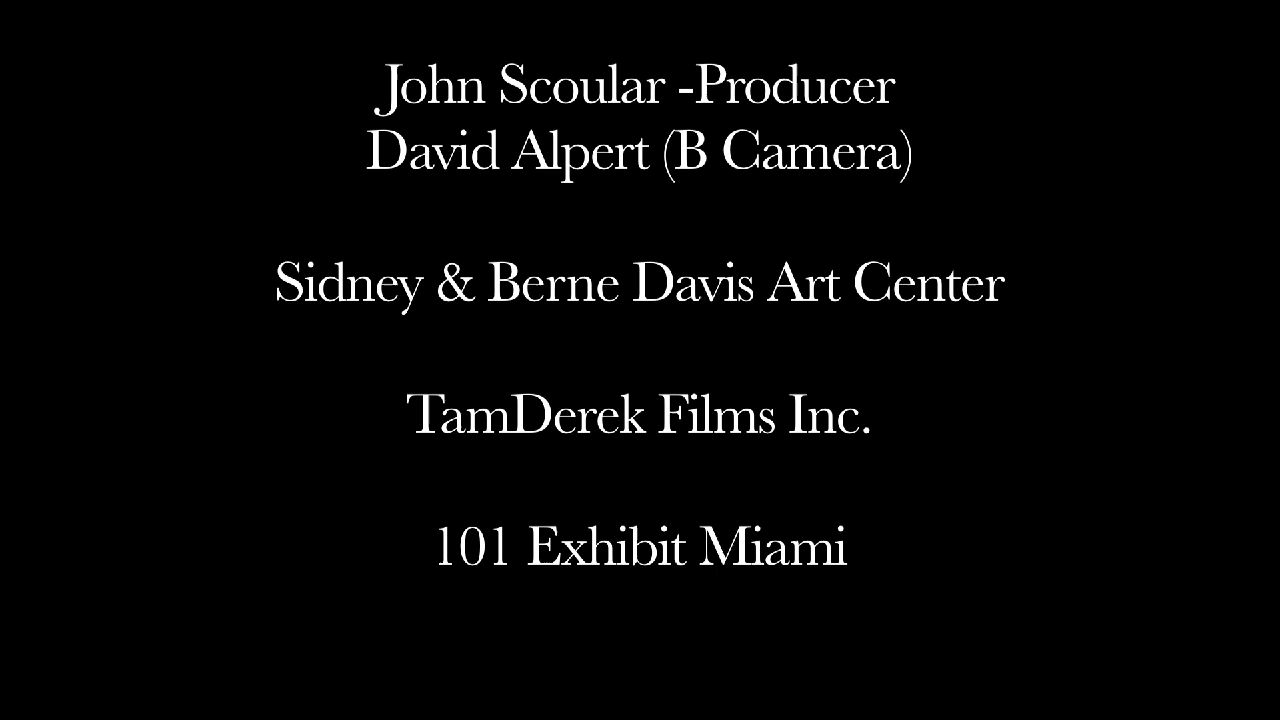 John Scoular -Producer
David Alpert (B Camera)
Sidney & Berne Davis Art Center
TamDerek Films Inc.
101 Exhibit Miami